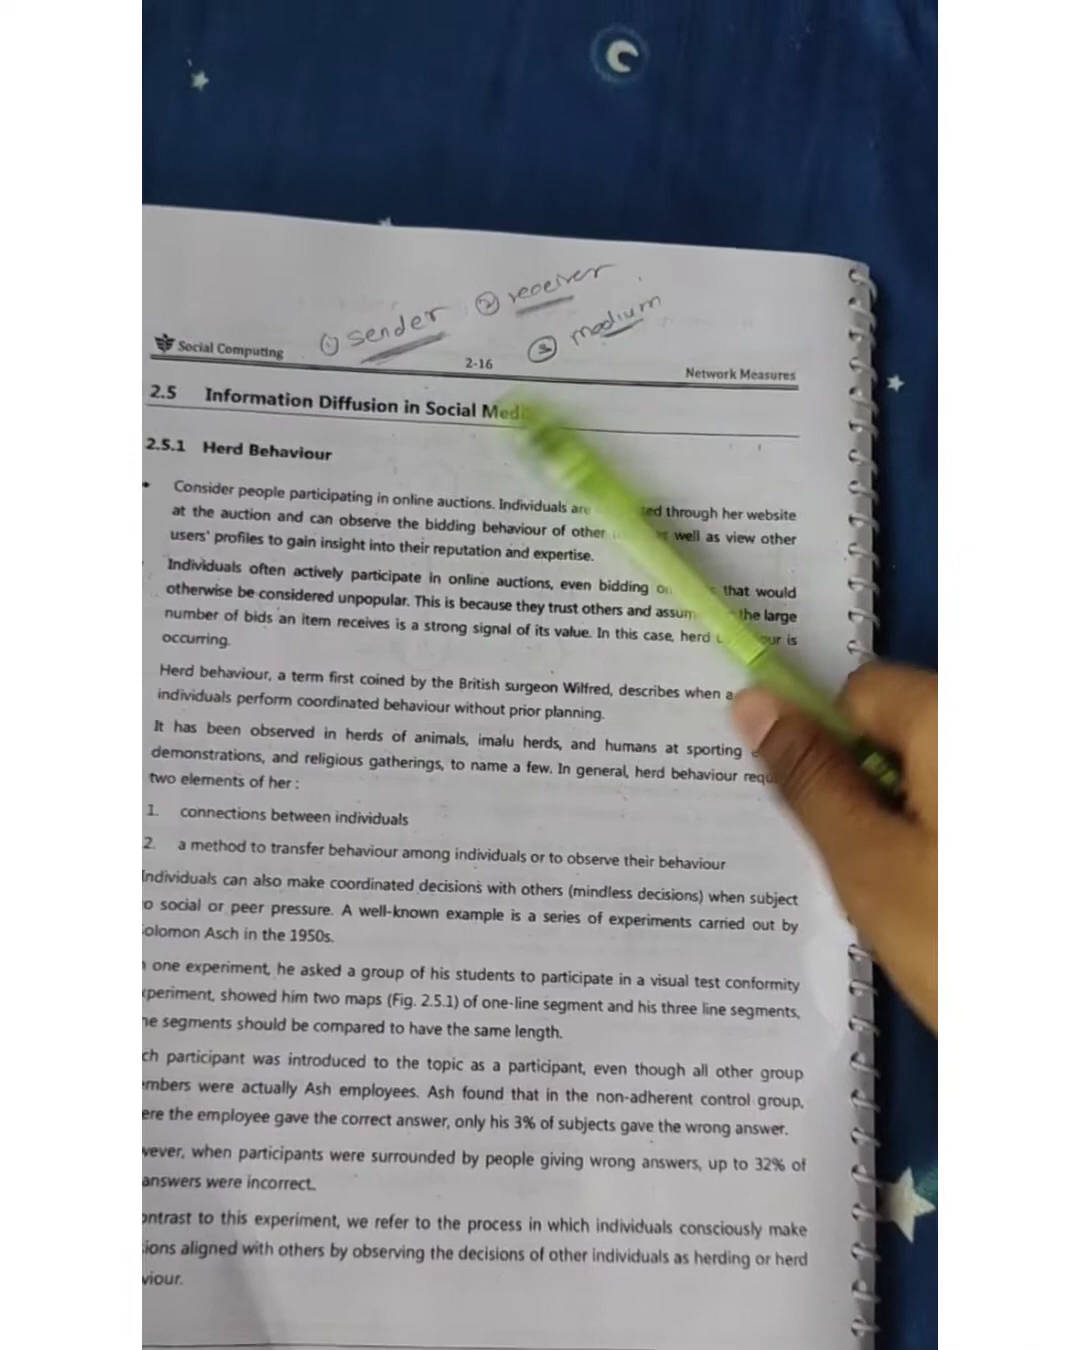 ① sender ② receiver
③ medium
Social Computing 2-16 Network Measures
2.5 Information Diffusion in Social
2.5.1 Herd Behaviour
Consider people participating in online auctions. Individuals are through her website
at the auction and can observe the bidding behaviour of other well as view other
users' profiles to gain insight into their reputation and expertise.
Individuals often actively participate in online auctions, even bidding that would
otherwise be considered unpopular. This is because they trust others and the large
number of bids an item receives is a strong signal of its value. In this case, herd is
occurring.
Herd behaviour, a term first coined by the British surgeon Wilfred, describes when a
individuals perform coordinated behaviour without prior planning.
It has been observed in herds of animals, imalu herds, and humans at sporting
demonstrations, and religious gatherings, to name a few. In general, herd behaviour
two elements of her :
1. connections between individuals
2. a method to transfer behaviour among individuals or to observe their behaviour
Individuals can also make coordinated decisions with others (mindless decisions) when subject
o social or peer pressure. A well-known example is a series of experiments carried out by
olomon Asch in the 1950s.
one experiment, he asked a group of his students to participate in a visual test conformity
xperiment, showed him two maps (Fig. 2.5.1) of one-line segment and his three line segments,
he segments should be compared to have the same length.
ch participant was introduced to the topic as a participant, even though all other group
embers were actually Ash employees. Ash found that in the non-adherent control group,
ere the employee gave the correct answer, only his 3% of subjects gave the wrong answer.
wever, when participants were surrounded by people giving wrong answers, up to 32% of
answers were incorrect.
ontrast to this experiment, we refer to the process in which individuals consciously make
sions aligned with others by observing the decisions of other individuals as herding or herd
viour.